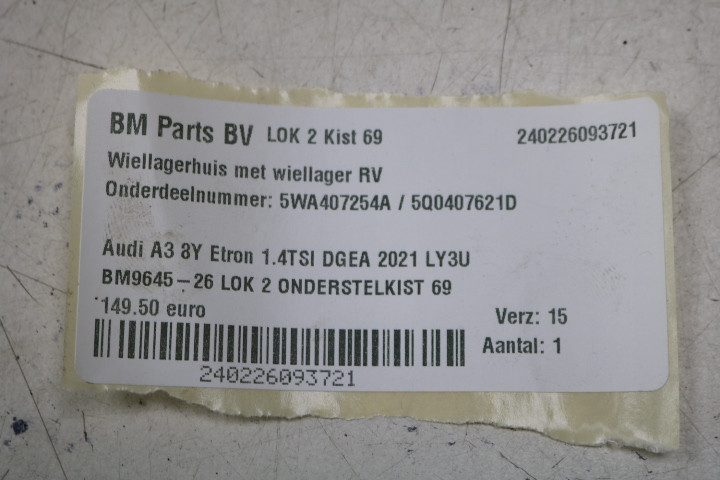 BM Parts BV LOK 2 Kist 69 240226093721
Wiellagerhuis met wiellager RV
Onderdeelnummer: 5WA407254A / 5Q0407621D
Audi A3 8Y Etron 1.4TSI DGEA 2021 LY3U
BM9645-26 LOK 2 ONDERSTELKIST 69
149.50 euro Verz: 15
Aantal: 1
240226093721